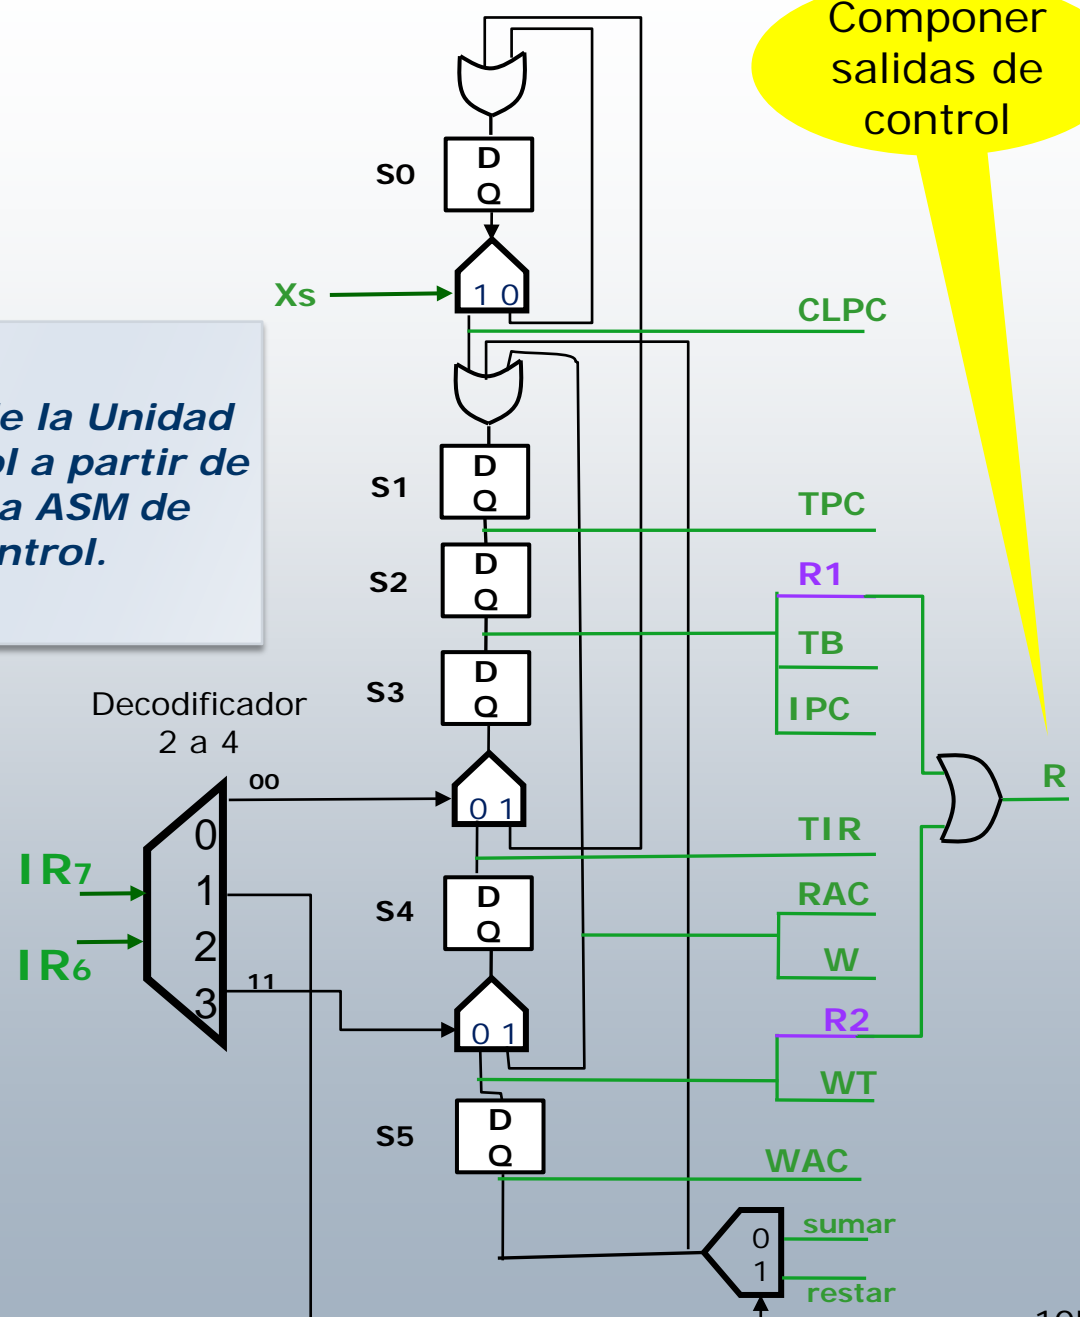 Componer
salidas de
control
D
Q
S0
Xs
1 0
CLPC
de la Unidad
a partir de
ASM de
S1
D
Q
TPC
S2
D
Q
R1
TB
S3
D
Q
IPC
Decodificador
2 a 4
00
0 1
R
0
TIR
IR7
1
RAC
S4
D
Q
2
W
IR6
11
3
0 1
R2
WT
S5
D
Q
WAC
sumar
0
1
restar